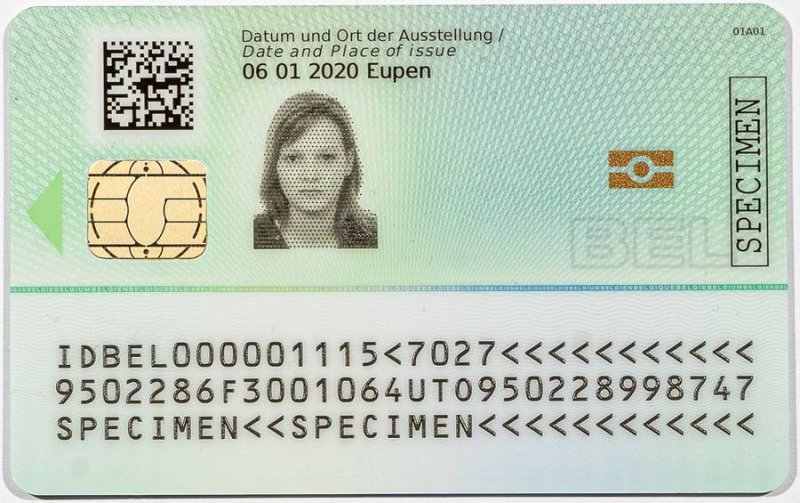 Datum und Ort der Ausstellung /
Date and Place of issue
06 01 2020 Eupen
01A01
SPECIMEN
BEL
IDBEL000001115<7027<<<<<<<<<<<
9502286F3001064UT0950228998747
SPECIMEN<<SPECIMEN<<<<<<<<<<<<